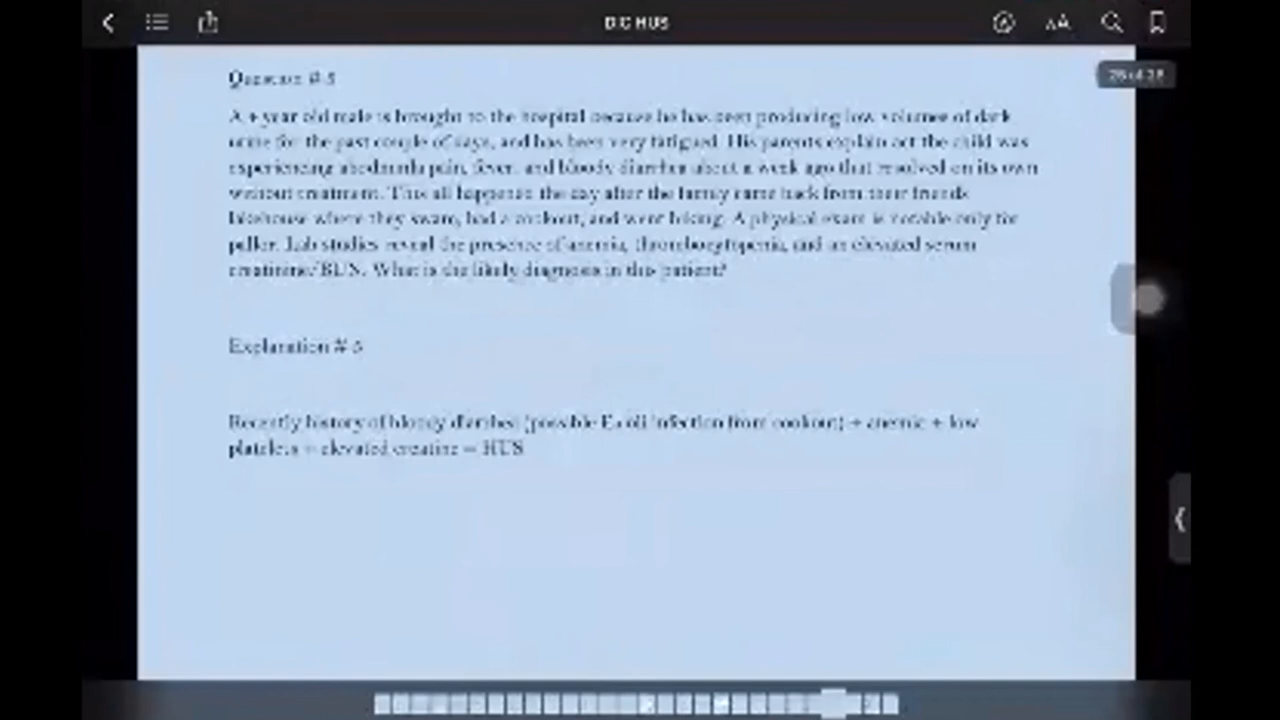 DIC HUS
Question # 5
A 4 year old male is brought to the hospital because he has been producing low volumes of dark
urine for the past couple of days, and has been very fatigued. His parents explain act the child was
experiencing abodminla pain, fever, and bloody diarrhea about a week ago that resolved on its own
without treatment. This all happened the day after the family came back from their friends
lakehouse where they swam, had a cookout, and went hiking. A physical exam is notable only for
pallor. Lab studies reveal the presence of anemia, thrombocytopenia, and an elevated serum
creatinine/BUN. What is the likely diagnosis in this patient?
Explanation # 5
Recently history of bloody diarrhea (possible E coli infection from cookout) + anemic + low
platelets + elevated creatine = HUS